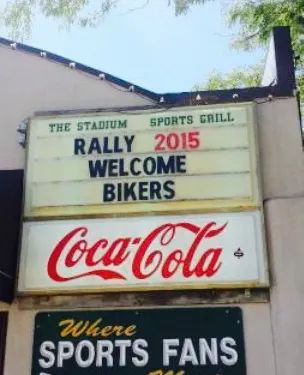 THE STADIUM SPORTS GRILL
RALLY 2015
WELCOME
BIKERS
Coca-Cola
Where
SPORTS FANS